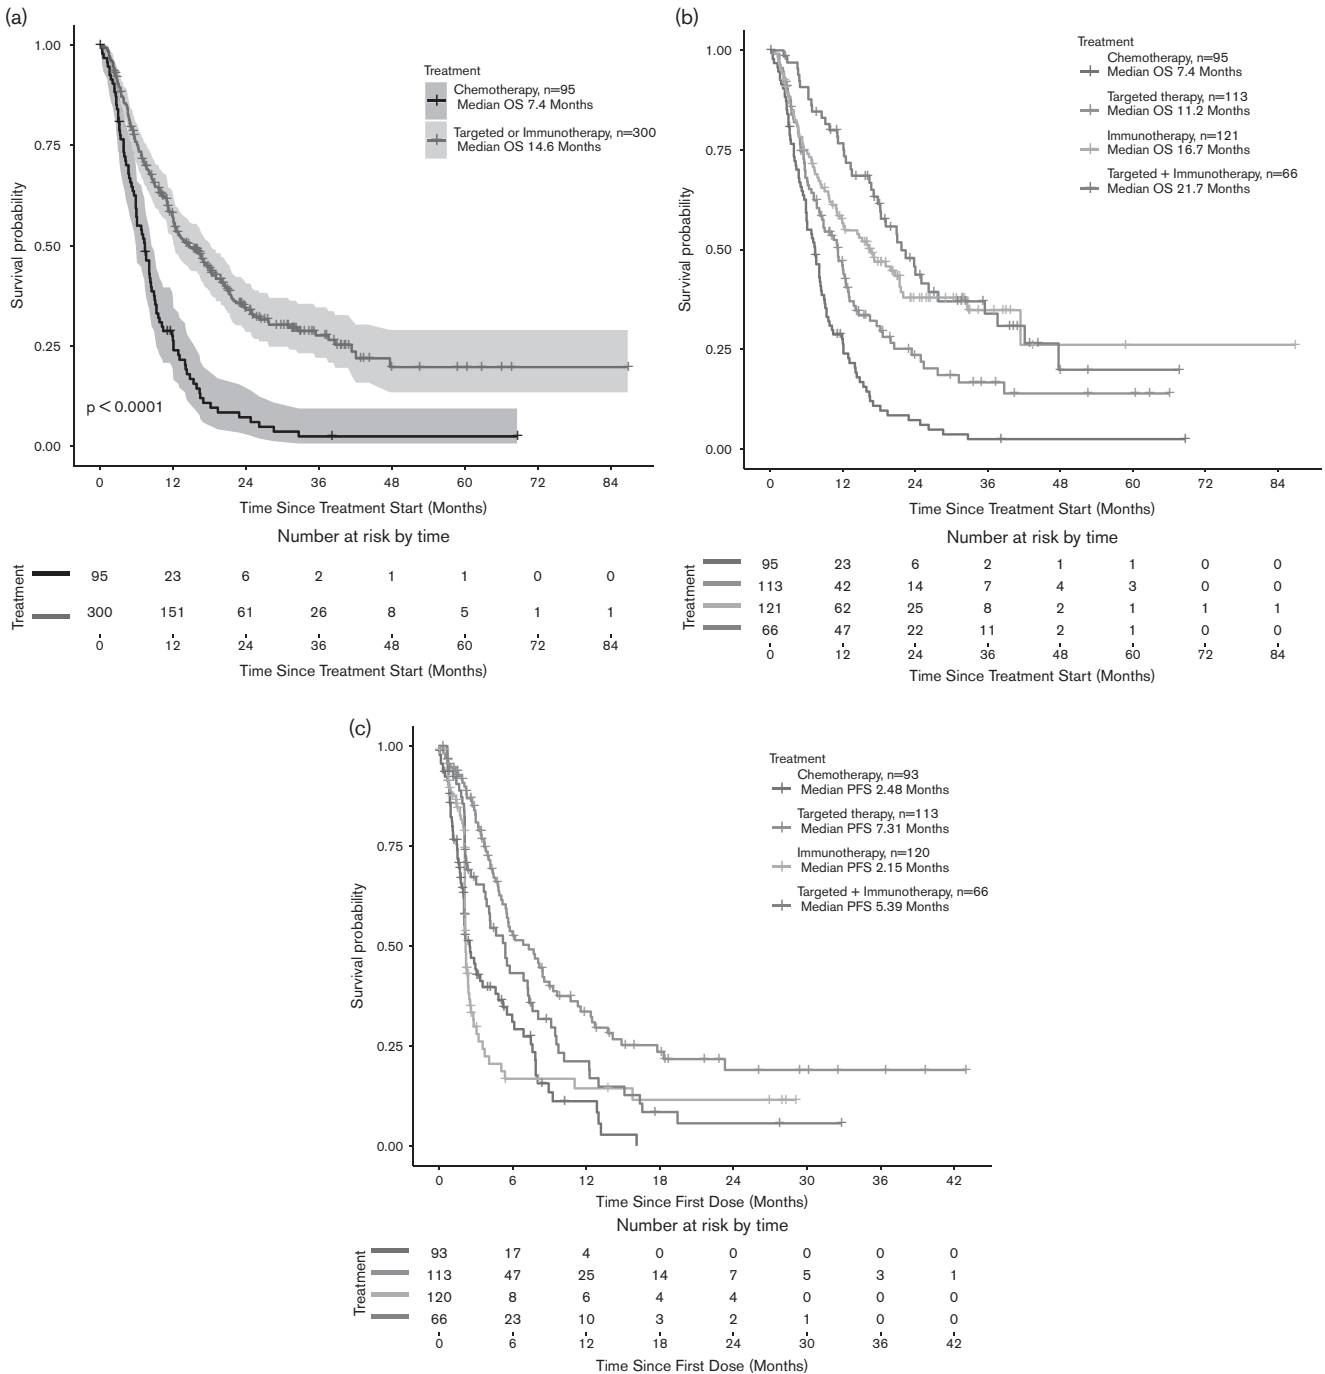 (a)
1.00
0.75
0.50
0.25
0.00
Survival probability
Treatment
Chemotherapy, n=95
Median OS 7.4 Months
Targeted or Immunotherapy, n=300
Median OS 14.6 Months
p < 0.0001
0 12 24 36 48 60 72 84
Time Since Treatment Start (Months)
Number at risk by time
Treatment
95 23 6 2 1 1 0 0
300 151 61 26 8 5 1 1
0 12 24 36 48 60 72 84
Time Since Treatment Start (Months)
(b)
1.00
0.75
0.50
0.25
0.00
Survival probability
Treatment
Chemotherapy, n=95
Median OS 7.4 Months
Targeted therapy, n=113
Median OS 11.2 Months
Immunotherapy, n=121
Median OS 16.7 Months
Targeted + Immunotherapy, n=66
Median OS 21.7 Months
0 12 24 36 48 60 72 84
Time Since Treatment Start (Months)
Number at risk by time
Treatment
95 23 6 2 1 1 0 0
113 42 14 7 4 3 0 0
121 62 25 8 2 1 1 1
66 47 22 11 2 1 0 0
0 12 24 36 48 60 72 84
Time Since Treatment Start (Months)
(c)
1.00
0.75
0.50
0.25
0.00
Survival probability
Treatment
Chemotherapy, n=93
Median PFS 2.48 Months
Targeted therapy, n=113
Median PFS 7.31 Months
Immunotherapy, n=120
Median PFS 2.15 Months
Targeted + Immunotherapy, n=66
Median PFS 5.39 Months
0 6 12 18 24 30 36 42
Time Since First Dose (Months)
Number at risk by time
Treatment
93 17 4 0 0 0 0 0
113 47 25 14 7 5 3 1
120 8 6 4 4 0 0 0
66 23 10 3 2 1 0 0
0 6 12 18 24 30 36 42
Time Since First Dose (Months)